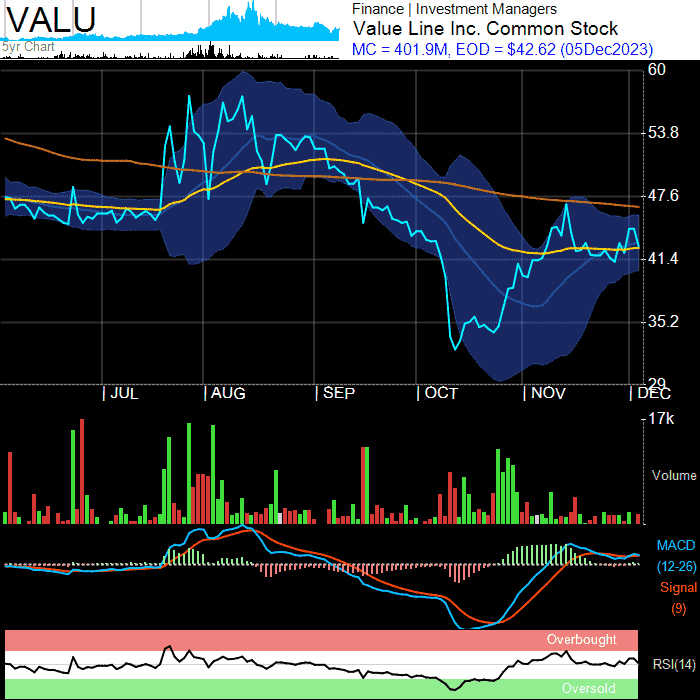 VALU
5yr Chart
Finance | Investment Managers
Value Line Inc. Common Stock
MC = 401.9M, EOD = $42.62 (05Dec2023)
60
53.8
47.6
41.4
35.2
29
| JUL | AUG | SEP | OCT | NOV | DEC
17k
Volume
MACD
(12-26)
Signal
(9)
Overbought
RSI(14)
Oversold